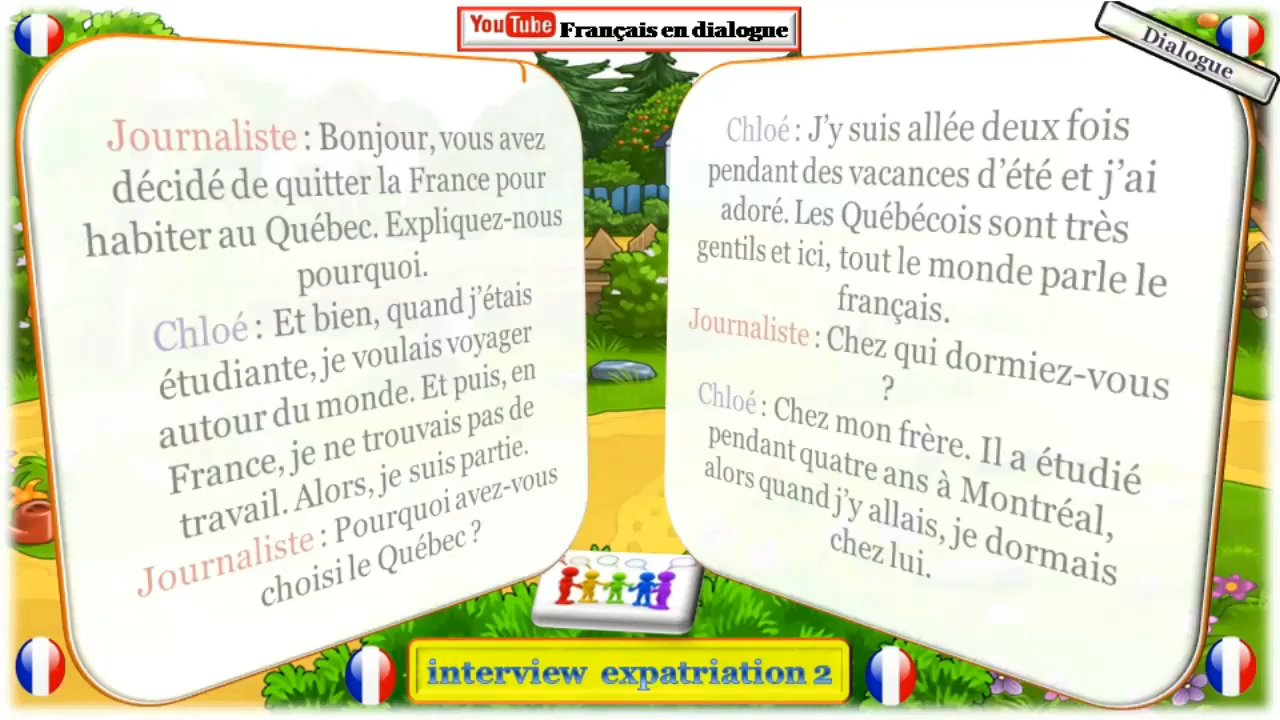 YouTube Français en dialogue
Dialogue
Journaliste : Bonjour, vous avez
décidé de quitter la France pour
habiter au Québec. Expliquez-nous
pourquoi.
Chloé : Et bien, quand j’étais
étudiante, je voulais voyager
autour du monde. Et puis, en
France, je ne trouvais pas de
travail. Alors, je suis partie.
Journaliste : Pourquoi avez-vous
choisi le Québec ?
Chloé : J’y suis allée deux fois
pendant des vacances d’été et j’ai
adoré. Les Québécois sont très
gentils et ici, tout le monde parle le
français.
Journaliste : Chez qui dormiez-vous
?
Chloé : Chez mon frère. Il a étudié
pendant quatre ans à Montréal,
alors quand j’y allais, je dormais
chez lui.
interview expatriation 2